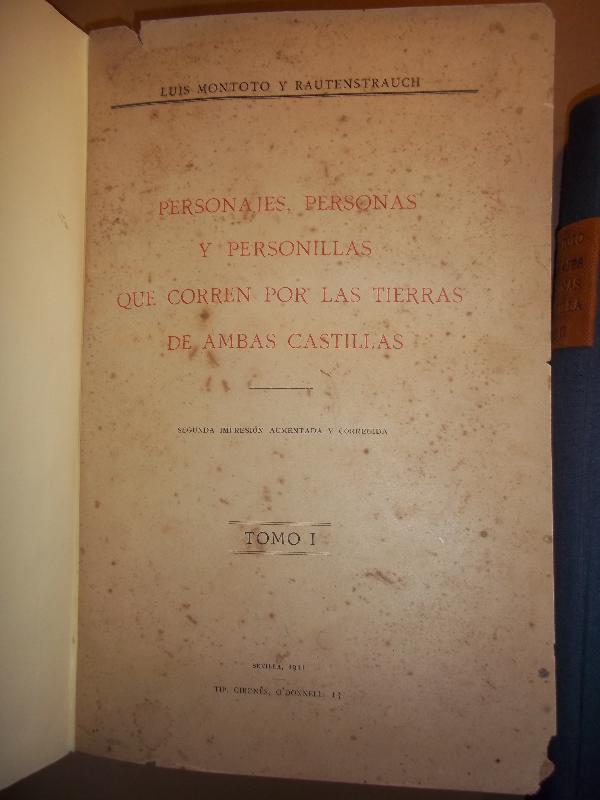 LUIS MONTOTO Y RAUTENSTRAUCH
PERSONAJES, PERSONAS
Y PERSONILLAS
QUE CORREN POR LAS TIERRAS
DE AMBAS CASTILLAS
SEGUNDA IMPRESIÓN AUMENTADA Y CORREGIDA
TOMO I
SEVILLA, 1911
TIP. GIRONÉS, O'DONNELL, 13